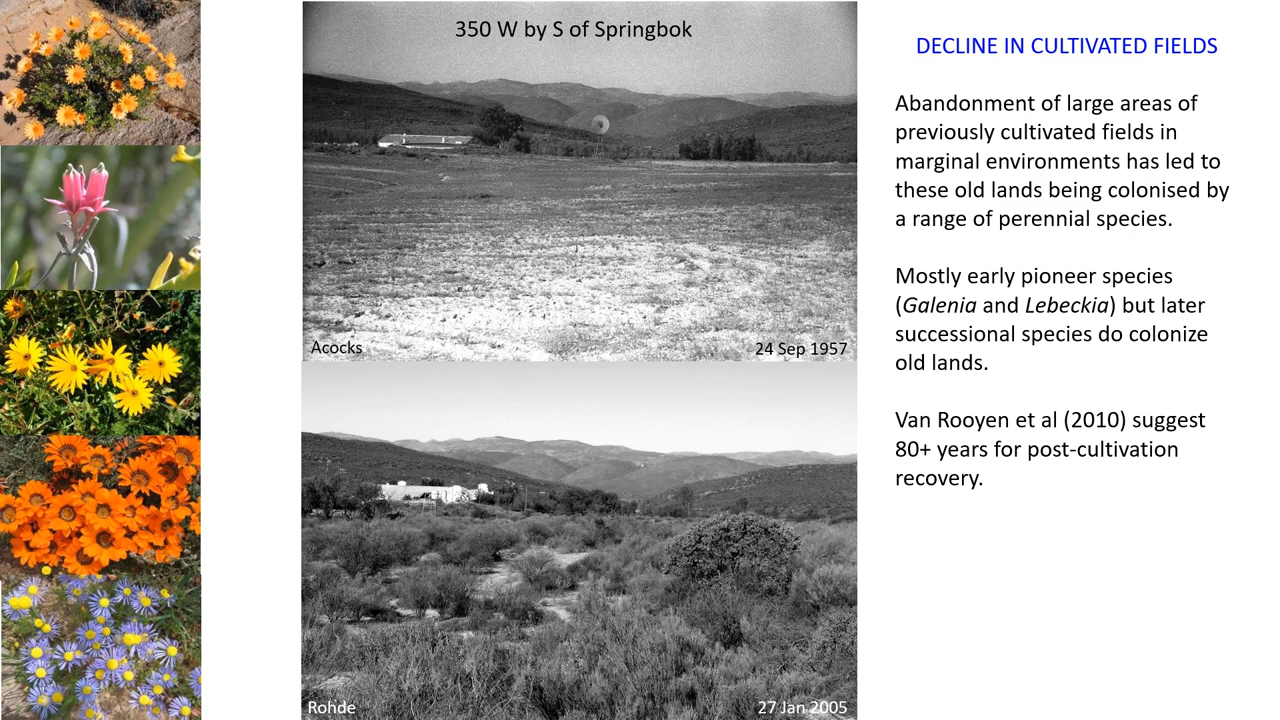 350 W by S of Springbok
Acocks
24 Sep 1957
Rohde
27 Jan 2005
DECLINE IN CULTIVATED FIELDS
Abandonment of large areas of
previously cultivated fields in
marginal environments has led to
these old lands being colonised by
a range of perennial species.
Mostly early pioneer species
(Galenia and Lebeckia) but later
successional species do colonize
old lands.
Van Rooyen et al (2010) suggest
80+ years for post-cultivation
recovery.